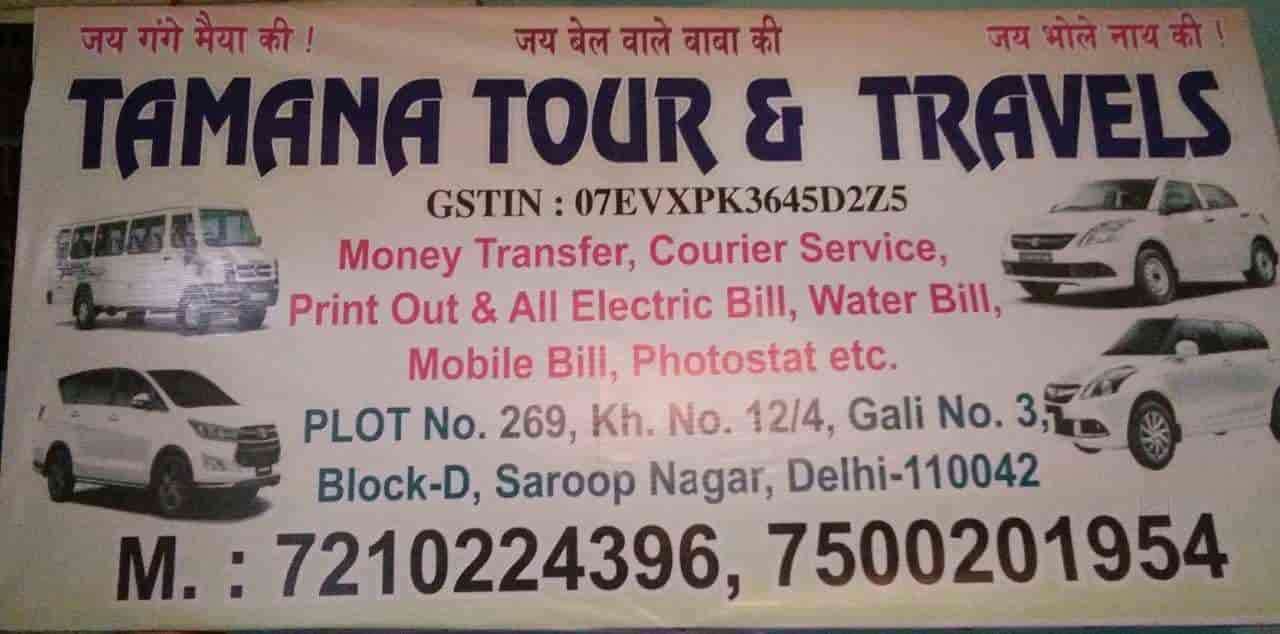 जय गंगे मैया की !
जय बेल वाले बाबा की
जय भोले नाथ की !
TAMANA TOUR & TRAVELS
GSTIN : 07EVXPK3645D2Z5
Money Transfer, Courier Service,
Print Out & All Electric Bill, Water Bill,
Mobile Bill, Photostat etc.
PLOT No. 269, Kh. No. 12/4, Gali No. 3,
Block-D, Saroop Nagar, Delhi-110042
M. : 7210224396, 7500201954